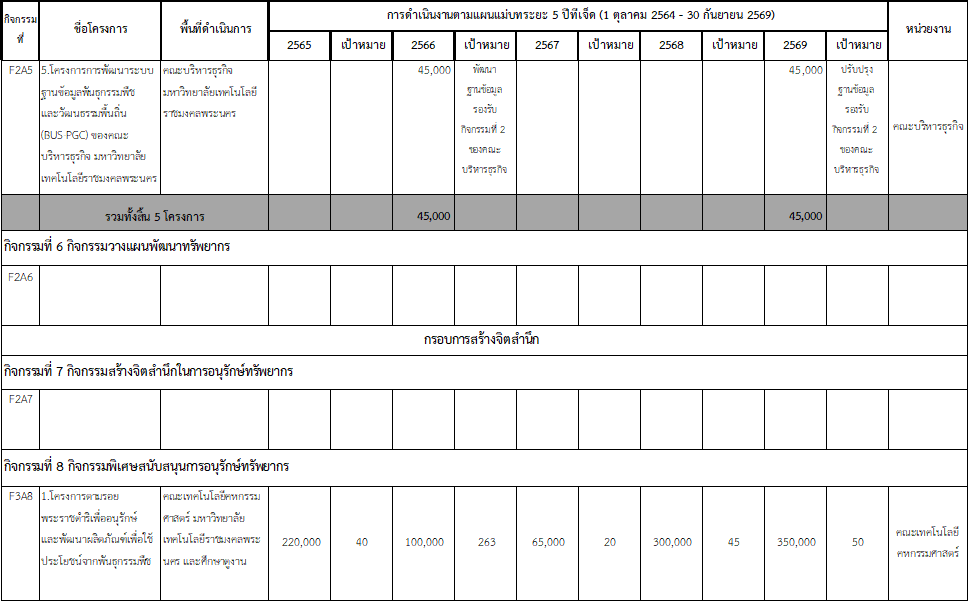 กิจกรรมที่ ชื่อโครงการ พื้นที่ดำเนินการ การดำเนินงานตามแผนแม่บทระยะ 5 ปีที่เจ็ด (1 ตุลาคม 2564 - 30 กันยายน 2569) หน่วยงาน
2565 เป้าหมาย 2566 เป้าหมาย 2567 เป้าหมาย 2568 เป้าหมาย 2569 เป้าหมาย
F2A5
5.โครงการการพัฒนาระบบ
ฐานข้อมูลพันธุกรรมพืช
และวัฒนธรรมพื้นถิ่น
(BUS-PGC) ของคณะ
บริหารธุรกิจ มหาวิทยาลัย
เทคโนโลยีราชมงคลพระนคร
คณะบริหารธุรกิจ
มหาวิทยาลัยเทคโนโลยี
ราชมงคลพระนคร
45,000
พัฒนา
ฐานข้อมูล
รองรับ
กิจกรรมที่ 2
ของคณะ
บริหารธุรกิจ
45,000
ปรับปรุง
ฐานข้อมูล
รองรับ
กิจกรรมที่ 2
ของคณะ
บริหารธุรกิจ
คณะบริหารธุรกิจ
รวมทั้งสิ้น 5 โครงการ 45,000 45,000
กิจกรรมที่ 6 กิจกรรมวางแผนพัฒนาทรัพยากร
F2A6
กรอบการสร้างจิตสำนึก
กิจกรรมที่ 7 กิจกรรมสร้างจิตสำนึกในการอนุรักษ์ทรัพยากร
F2A7
กิจกรรมที่ 8 กิจกรรมพิเศษสนับสนุนการอนุรักษ์ทรัพยากร
F3A8
1.โครงการตามรอย
พระราชดำริเพื่ออนุรักษ์
และพัฒนาผลิตภัณฑ์เพื่อใช้
ประโยชน์จากพันธุกรรมพืช
คณะเทคโนโลยีคหกรรม
ศาสตร์ มหาวิทยาลัย
เทคโนโลยีราชมงคลพระ
นคร และศึกษาดูงาน
220,000 40 100,000 263 65,000 20 300,000 45 350,000 50
คณะเทคโนโลยี
คหกรรมศาสตร์